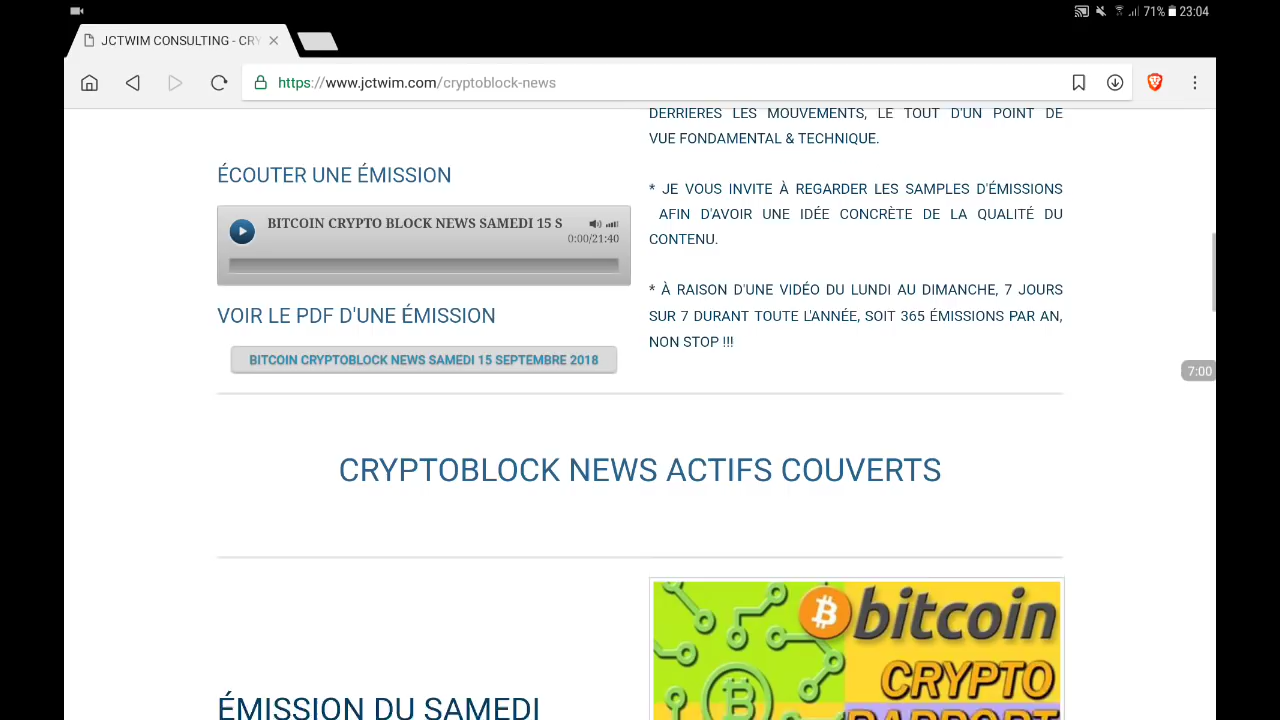 71% 23:04
JCTWIM CONSULTING - CRY
https://www.jctwim.com/cryptoblock-news
DERRIERES LES MOUVEMENTS, LE TOUT D'UN POINT DE
VUE FONDAMENTAL & TECHNIQUE.
ÉCOUTER UNE ÉMISSION
BITCOIN CRYPTO BLOCK NEWS SAMEDI 15 S
0:00/21:40
VOIR LE PDF D'UNE ÉMISSION
BITCOIN CRYPTOBLOCK NEWS SAMEDI 15 SEPTEMBRE 2018
* JE VOUS INVITE À REGARDER LES SAMPLES D'ÉMISSIONS
AFIN D'AVOIR UNE IDÉE CONCRÈTE DE LA QUALITÉ DU
CONTENU.
* À RAISON D'UNE VIDÉO DU LUNDI AU DIMANCHE, 7 JOURS
SUR 7 DURANT TOUTE L'ANNÉE, SOIT 365 ÉMISSIONS PAR AN,
NON STOP !!!
7:00
CRYPTOBLOCK NEWS ACTIFS COUVERTS
ÉMISSION DU SAMEDI
bitcoin
CRYPTO
RAPPORT